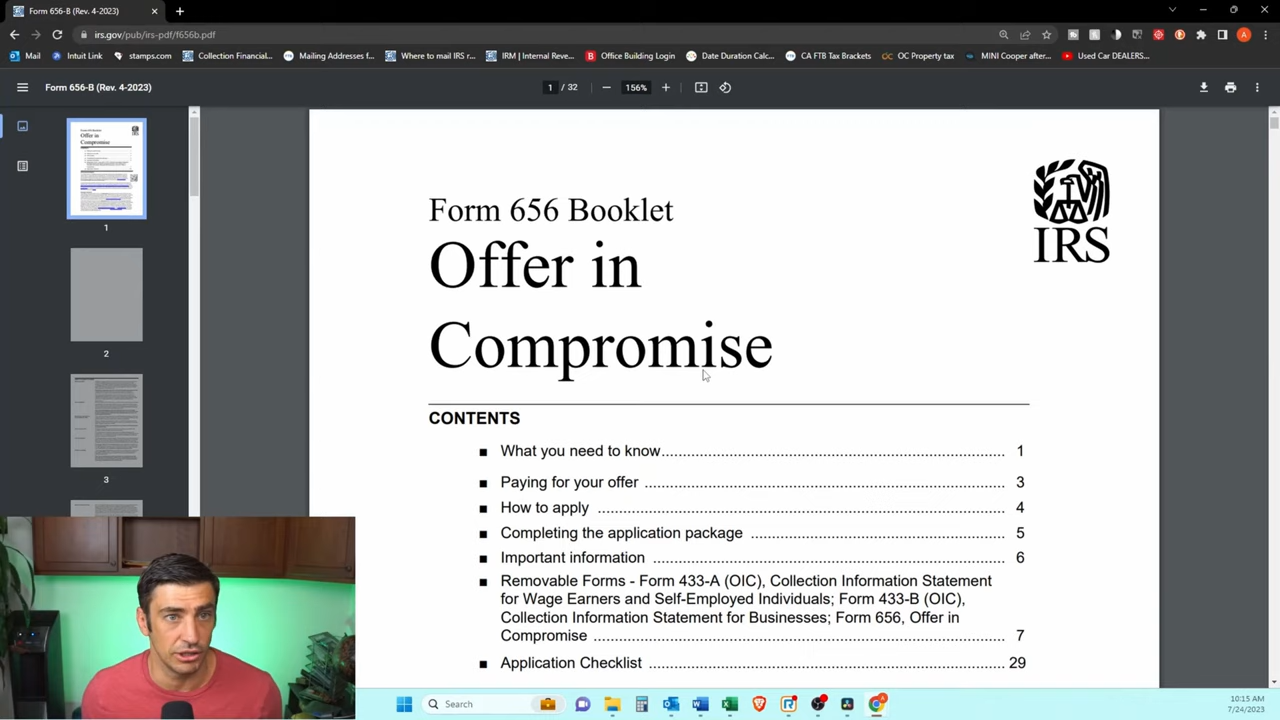 Form 656-B (Rev. 4-2023)
irs.gov/pub/irs-pdf/f656b.pdf
A
Mail
Intuit Link
stamps.com
Collection Financial...
Mailing Addresses f...
Where to mail IRS r...
IRM | Internal Reve...
Office Building Login
Date Duration Calc...
CA FTB Tax Brackets
OC Property tax
MINI Cooper after...
Used Car DEALERS...
Form 656-B (Rev. 4-2023)
1 / 32
156%
1
2
3
IRS
Form 656 Booklet
Offer in
Compromise
CONTENTS
What you need to know 1
Paying for your offer 3
How to apply 4
Completing the application package 5
Important information 6
Removable Forms - Form 433-A (OIC), Collection Information Statement
for Wage Earners and Self-Employed Individuals; Form 433-B (OIC),
Collection Information Statement for Businesses; Form 656, Offer in
Compromise 7
Application Checklist 29
Search
10:15 AM
7/24/2023